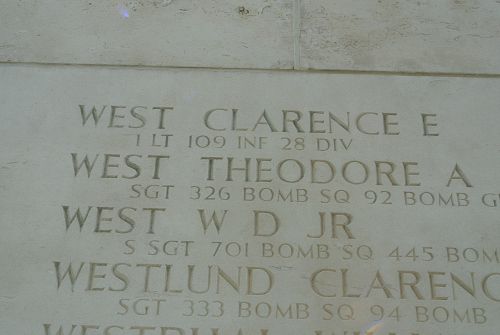 WEST CLARENCE E
1 LT 109 INF 28 DIV
WEST THEODORE A
SGT 326 BOMB SQ 92 BOMB
WEST W D JR
S SGT 701 BOMB SQ 445 BOM
WESTLUND CLARENC
SGT 333 BOMB SQ 94 BOMB